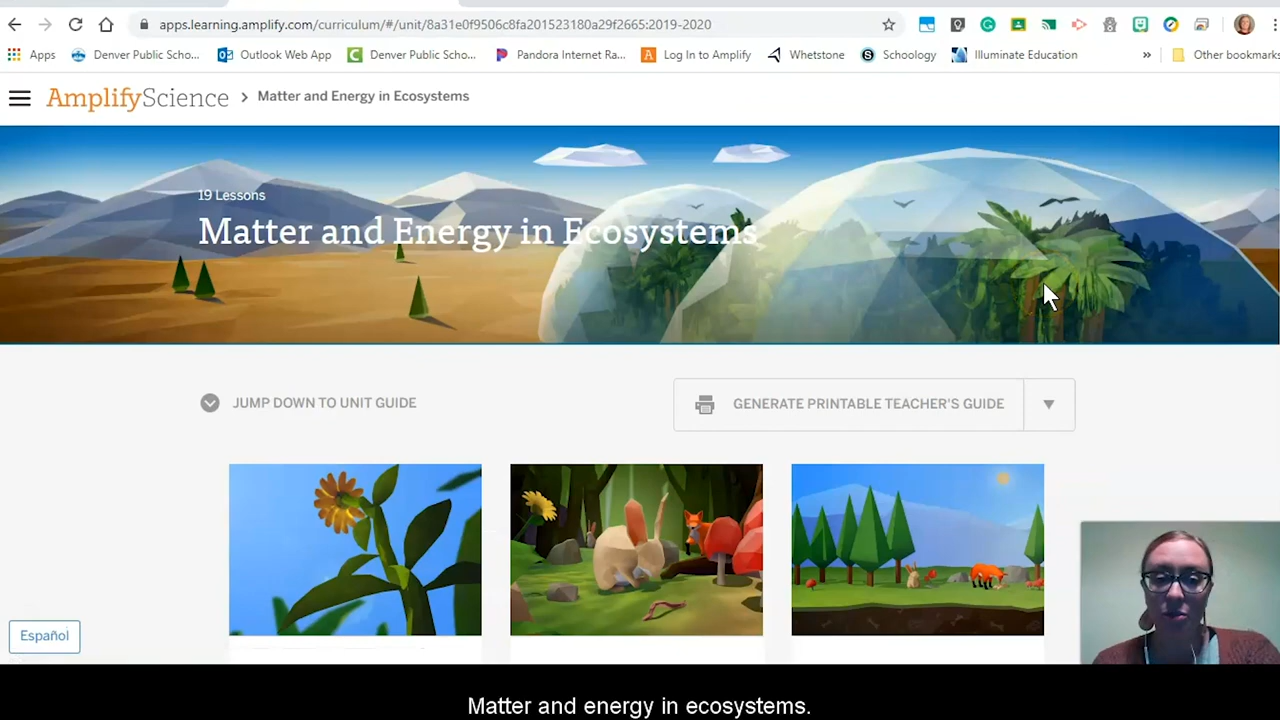 apps.learning.amplify.com/curriculum/#/unit/8a31e0f9506c8fa201523180a29f2665:2019-2020
Apps Denver Public Scho... Outlook Web App Denver Public Scho... Pandora Internet Ra... Log In to Amplify Whetstone Schoology Illuminate Education » Other bookmarks
AmplifyScience > Matter and Energy in Ecosystems
19 Lessons
Matter and Energy in Ecosystems
JUMP DOWN TO UNIT GUIDE
GENERATE PRINTABLE TEACHER'S GUIDE
Español
Matter and energy in ecosystems.